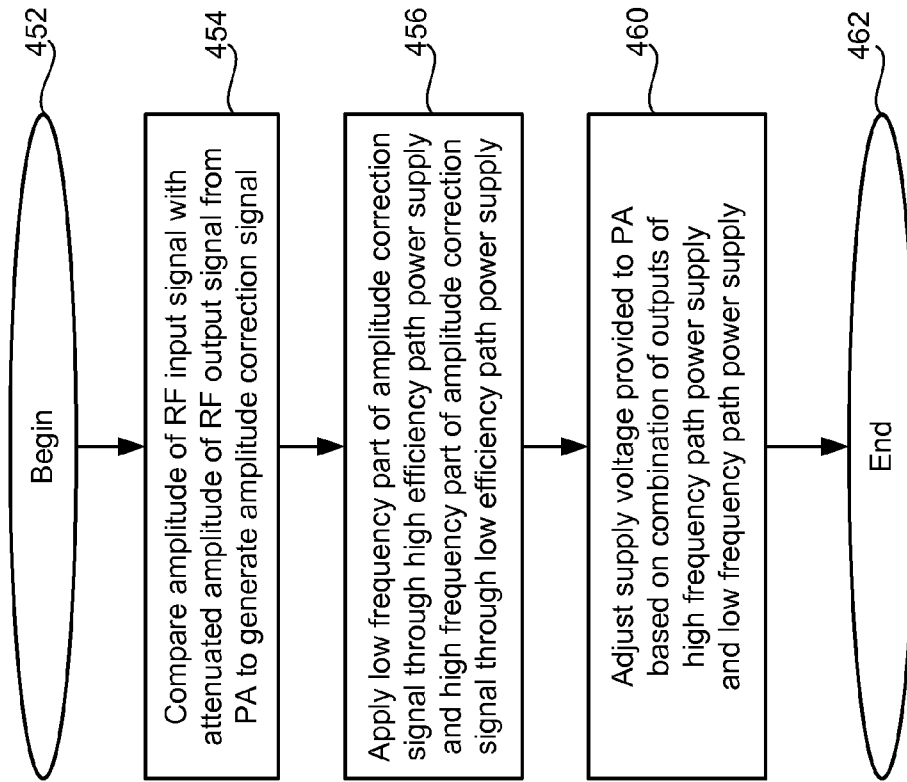 Begin
452
Compare amplitude of RF input signal with
attenuated amplitude of RF output signal from
PA to generate amplitude correction signal
454
Apply low frequency part of amplitude correction
signal through high efficiency path power supply
and high frequency part of amplitude correction
signal through low efficiency path power supply
456
Adjust supply voltage provided to PA
based on combination of outputs of
high frequency path power supply
and low frequency path power supply
460
End
462